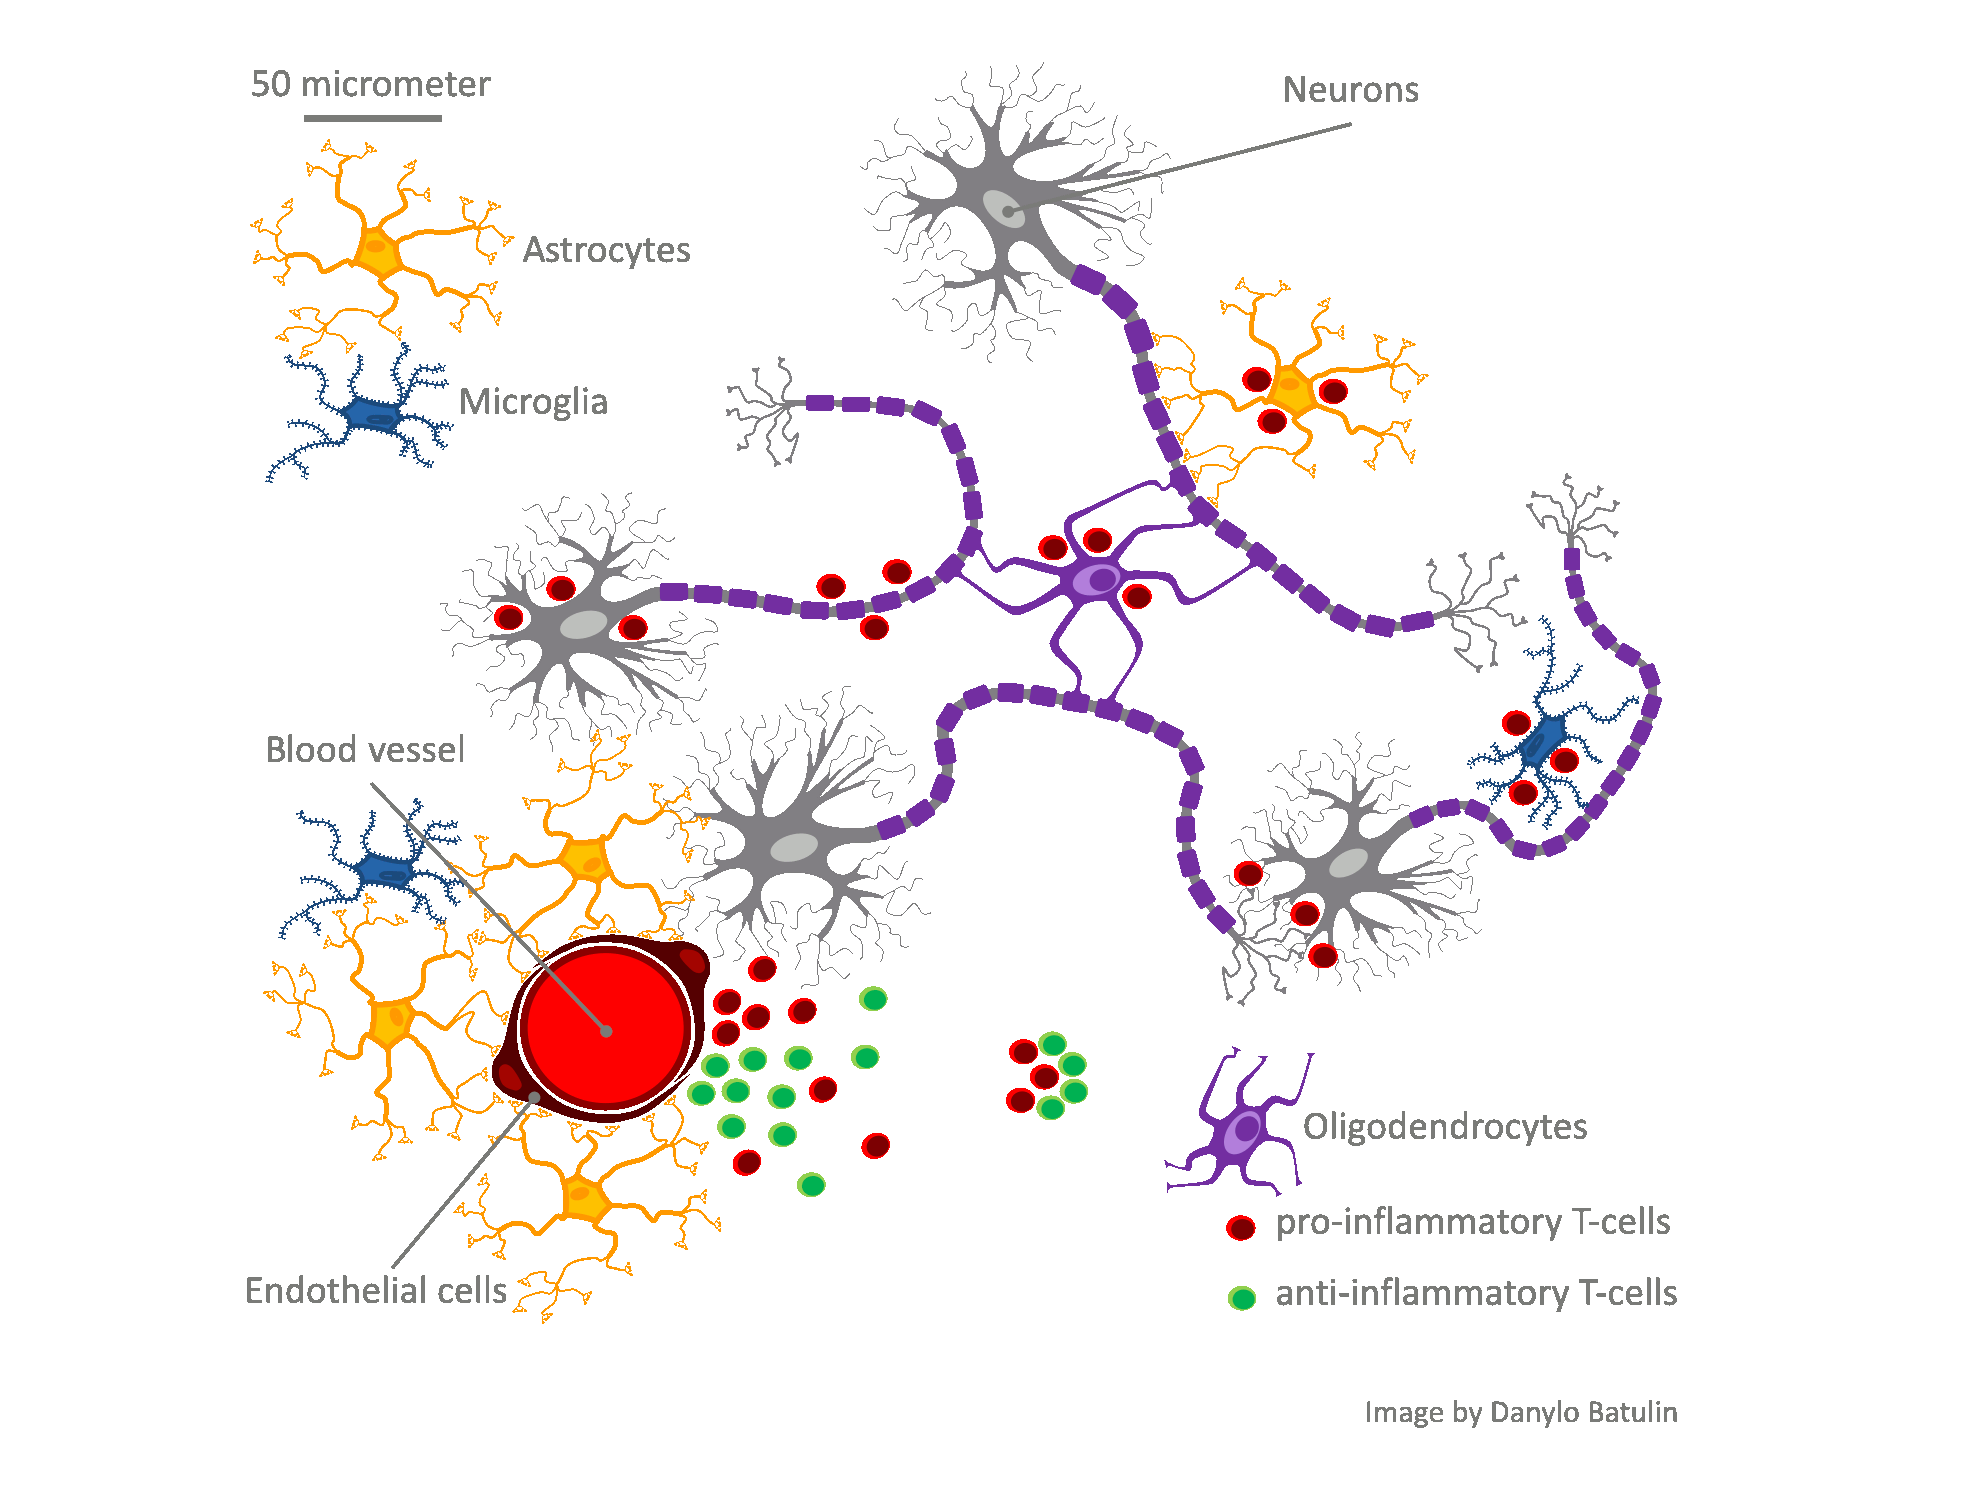 50 micrometer
Neurons
Astrocytes
Microglia
Blood vessel
Oligodendrocytes
pro-inflammatory T-cells
Endothelial cells
anti-inflammatory T-cells
Image by Danylo Batulin